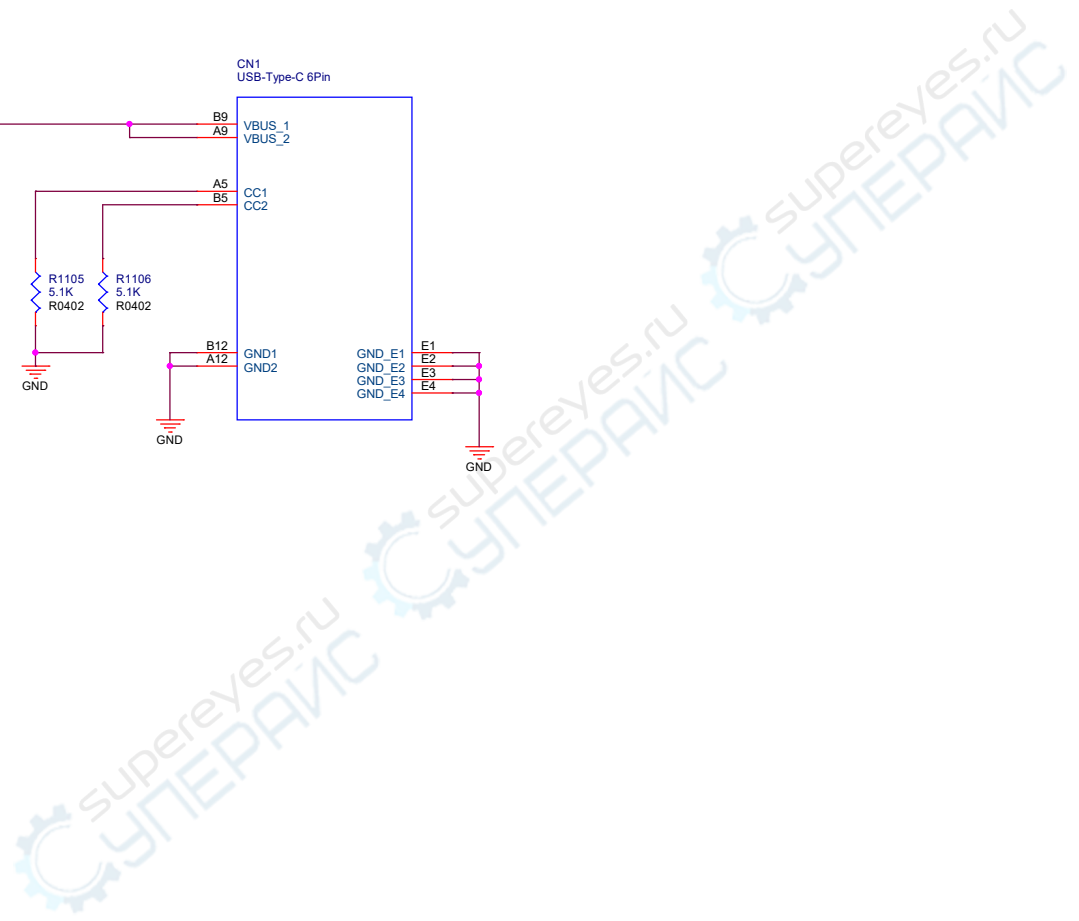 CN1
USB-Type-C 6Pin
B9
VBUS_1
A9
VBUS_2
A5
CC1
B5
CC2
R1105
5.1K
R0402
R1106
5.1K
R0402
GND
B12
GND1
A12
GND2
GND
GND_E1
E1
GND_E2
E2
GND_E3
E3
GND_E4
E4
GND
supereyes.ru
СУПЕРАЙС
supereyes.ru
СУПЕРАЙС
supereyes.ru
СУПЕРАЙС